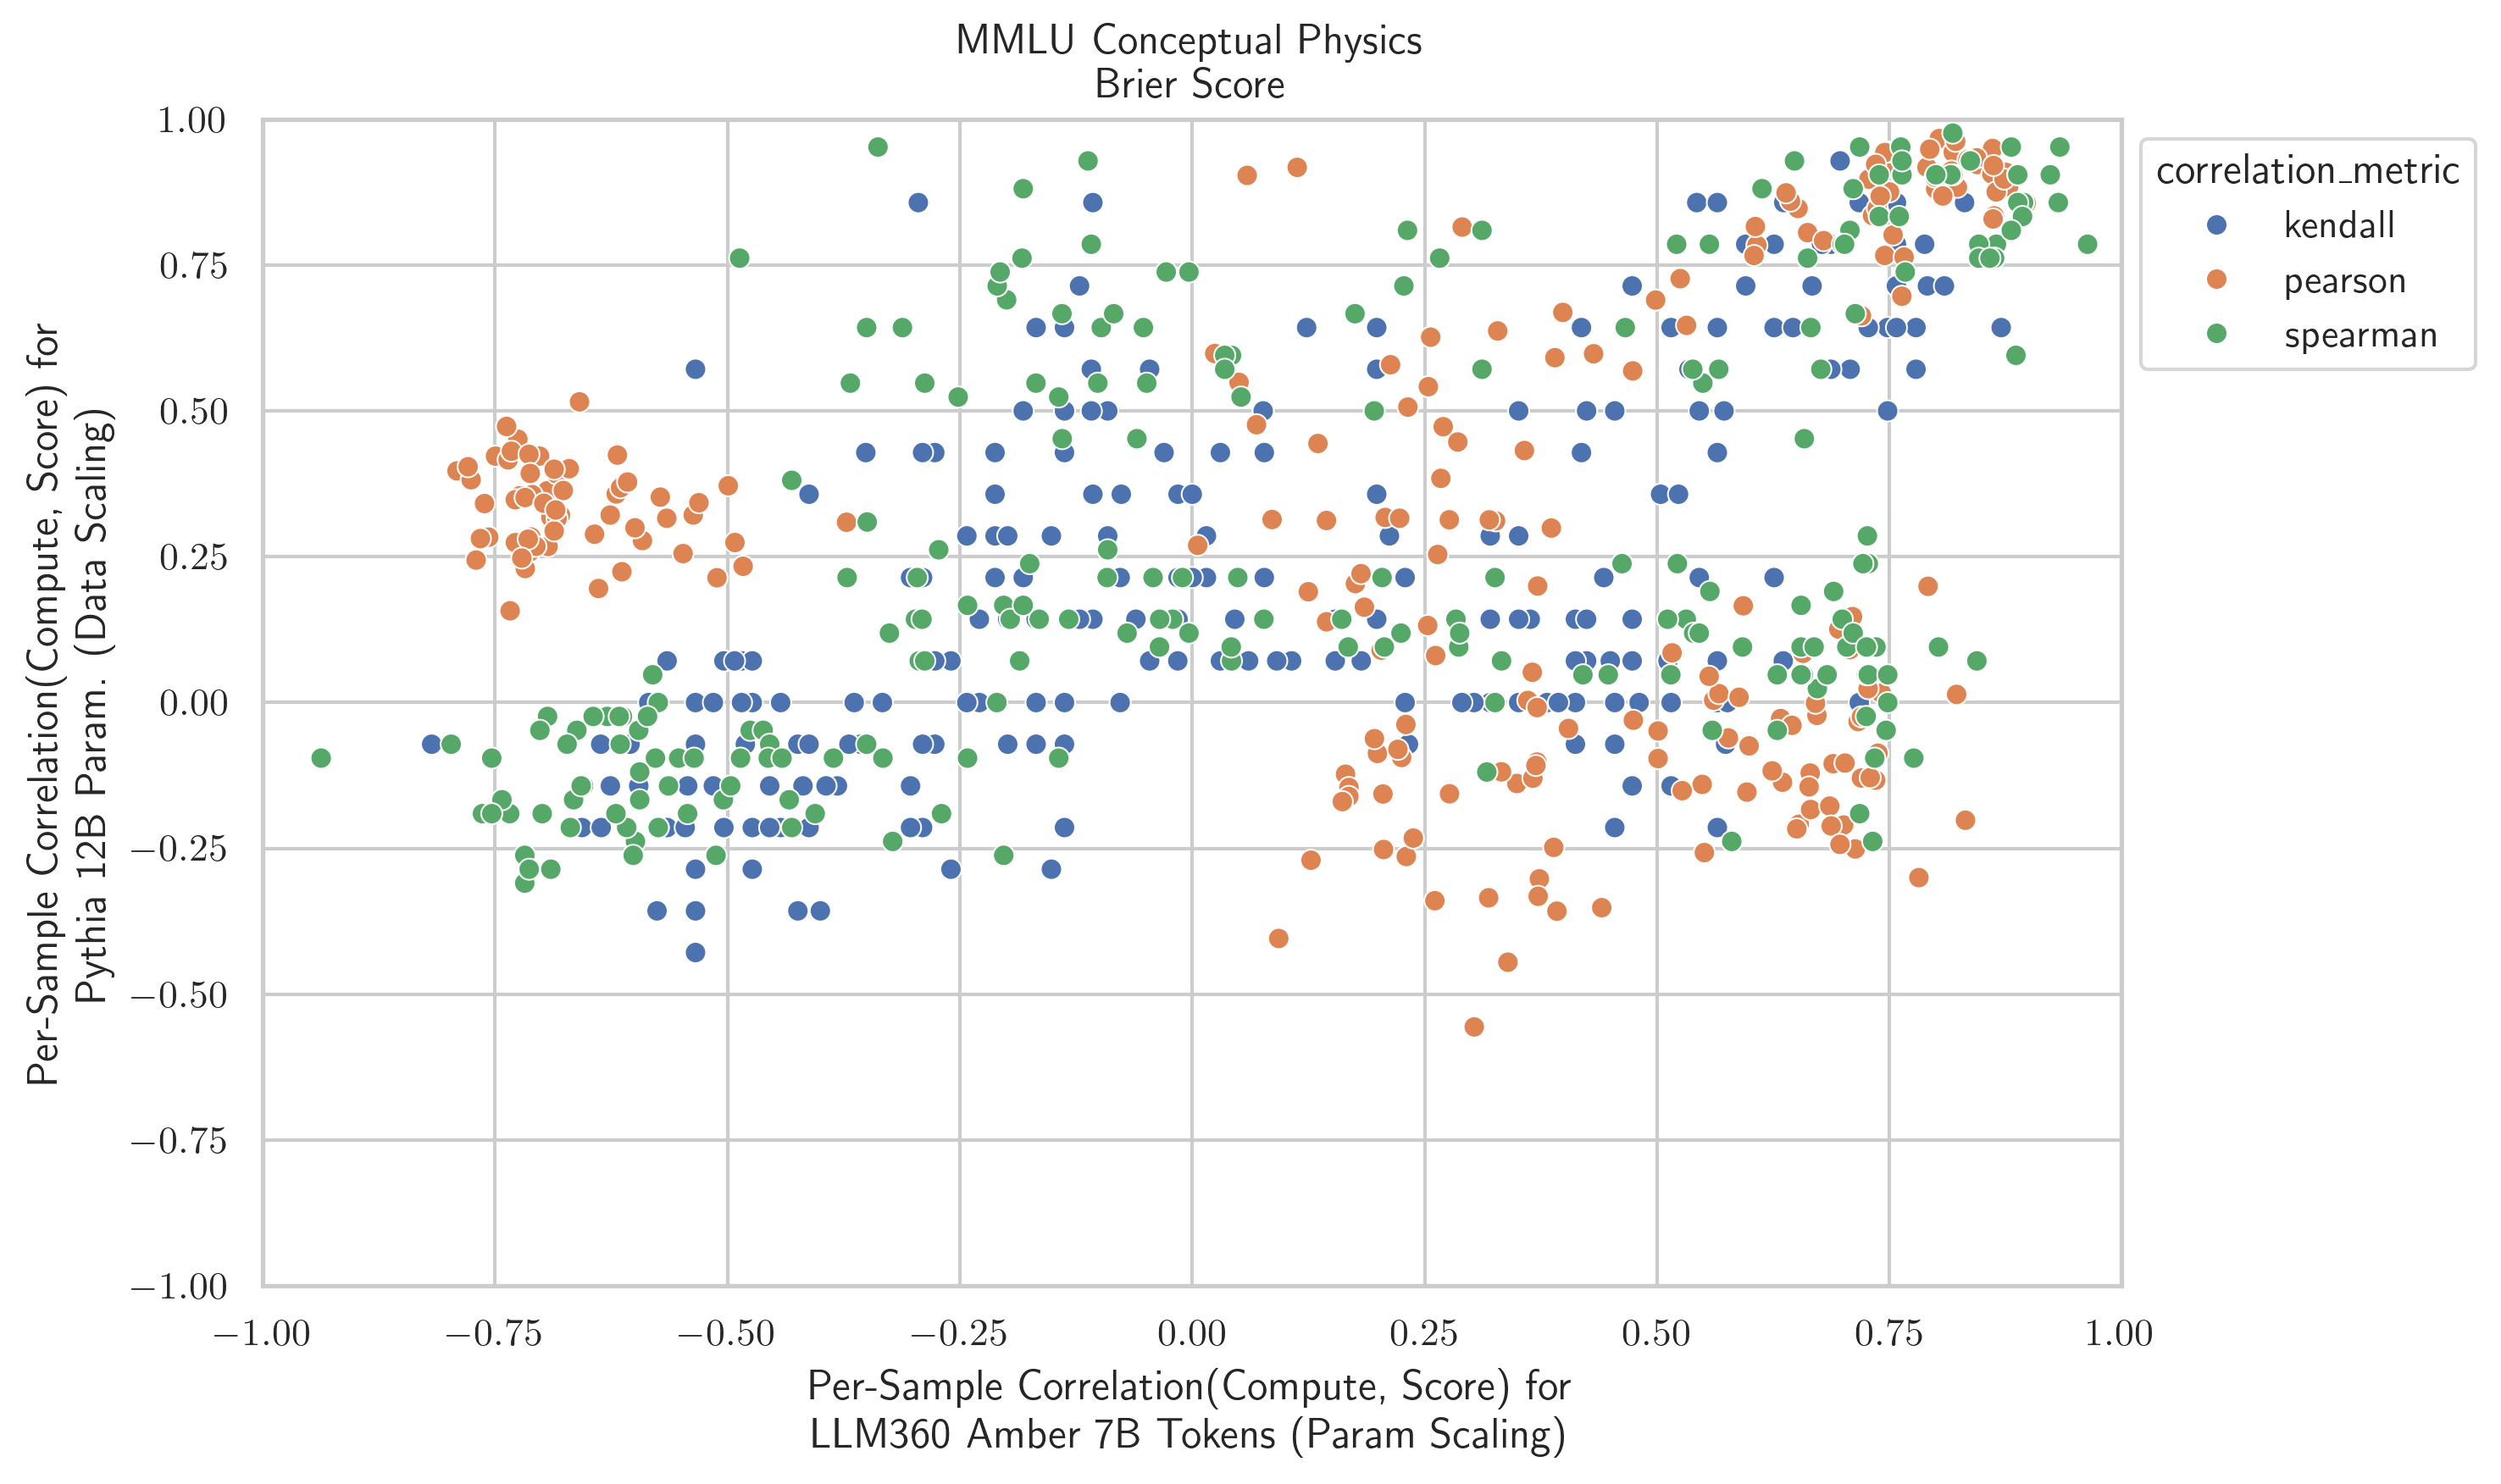 MMLU Conceptual Physics
Brier Score
Per-Sample Correlation(Compute, Score) for
Pythia 12B Param. (Data Scaling)
1.00
0.75
0.50
0.25
0.00
−0.25
−0.50
−0.75
−1.00
−1.00 −0.75 −0.50 −0.25 0.00 0.25 0.50 0.75 1.00
Per-Sample Correlation(Compute, Score) for
LLM360 Amber 7B Tokens (Param Scaling)
correlation_metric
kendall
pearson
spearman